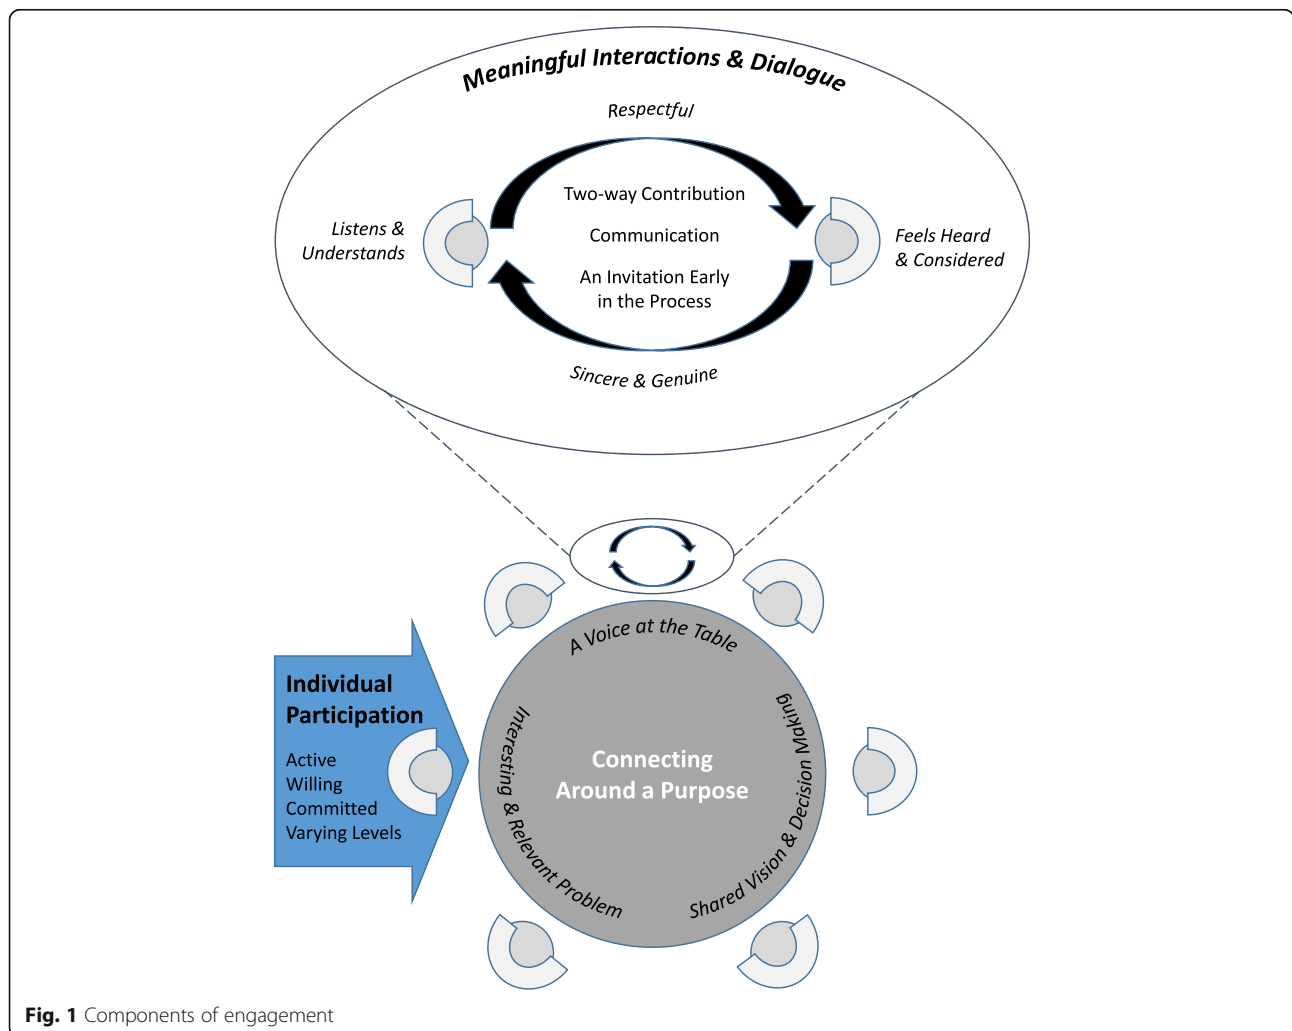 Meaningful Interactions & Dialogue
Respectful
Two-way Contribution
Communication
An Invitation Early
in the Process
Listens &
Understands
Feels Heard
& Considered
Sincere & Genuine
A Voice at the Table
Individual
Participation
Active
Willing
Committed
Varying Levels
Interesting & Relevant Problem
Connecting
Around a Purpose
Shared Vision & Decision Making
Fig. 1 Components of engagement